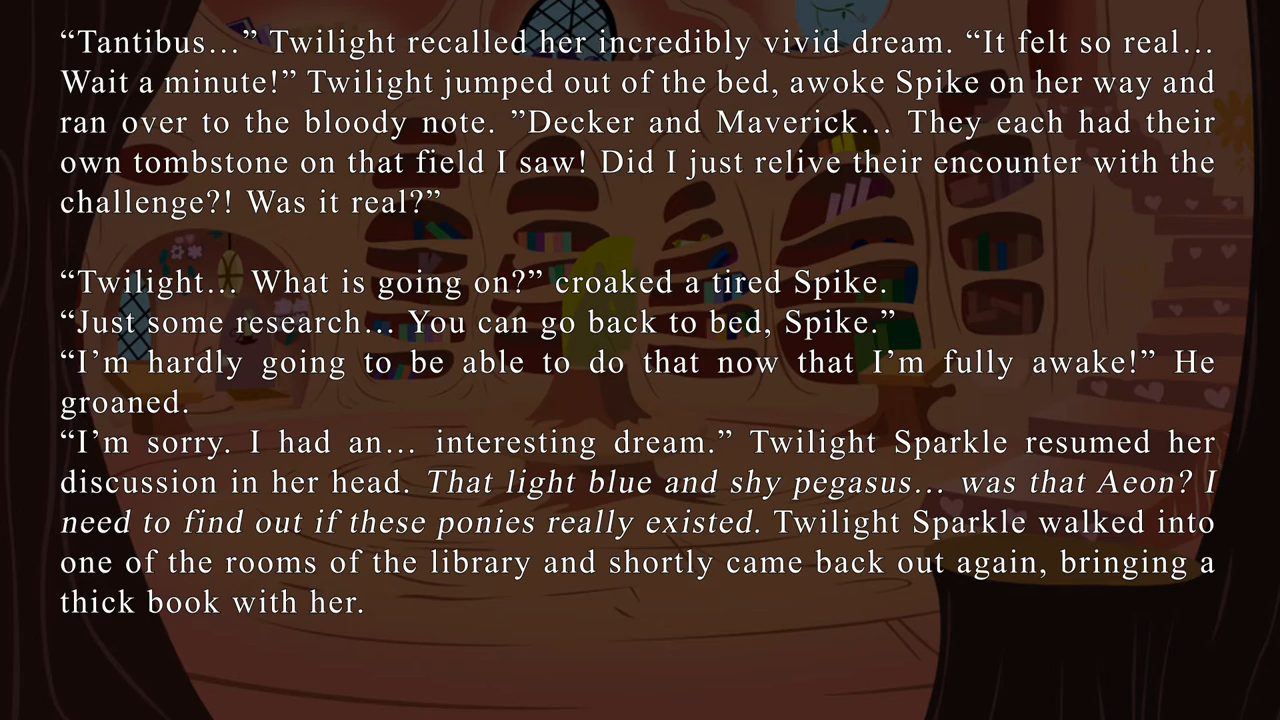 “Tantibus…” Twilight recalled her incredibly vivid dream. “It felt so real…
Wait a minute!” Twilight jumped out of the bed, awoke Spike on her way and
ran over to the bloody note. ”Decker and Maverick… They each had their
own tombstone on that field I saw! Did I just relive their encounter with the
challenge?! Was it real?”
“Twilight… What is going on?” croaked a tired Spike.
“Just some research… You can go back to bed, Spike.”
“I’m hardly going to be able to do that now that I’m fully awake!” He
groaned.
“I’m sorry. I had an… interesting dream.” Twilight Sparkle resumed her
discussion in her head. That light blue and shy pegasus… was that Aeon? I
need to find out if these ponies really existed. Twilight Sparkle walked into
one of the rooms of the library and shortly came back out again, bringing a
thick book with her.